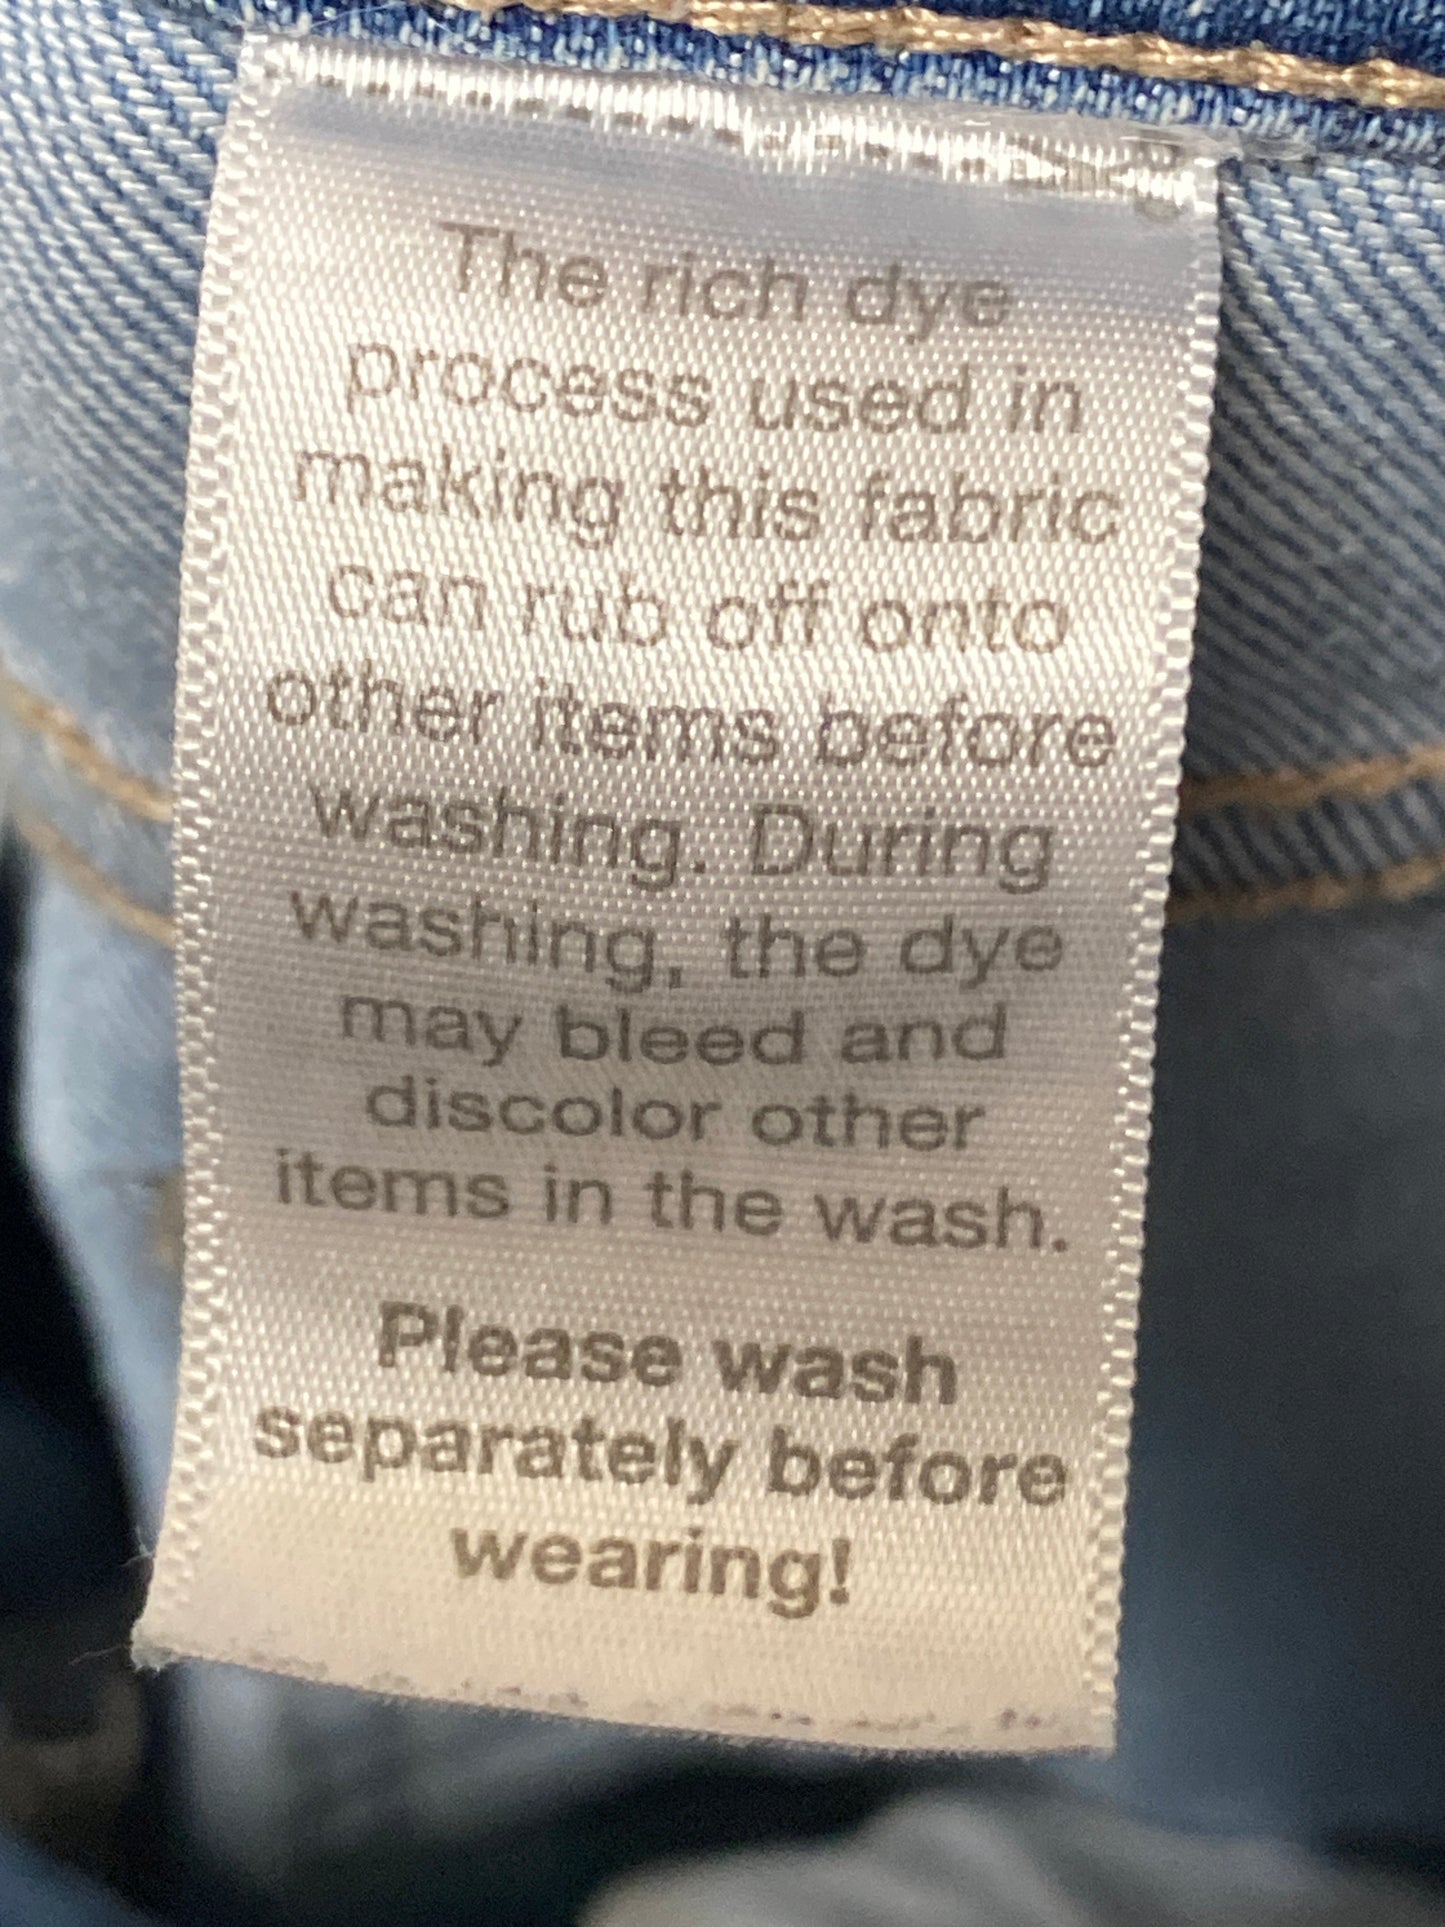 The rich dye
process used in
making this fabric
can rub off onto
other items before
washing. During
washing, the dye
may bleed and
discolor other
items in the wash.
Please wash
separately before
wearing!